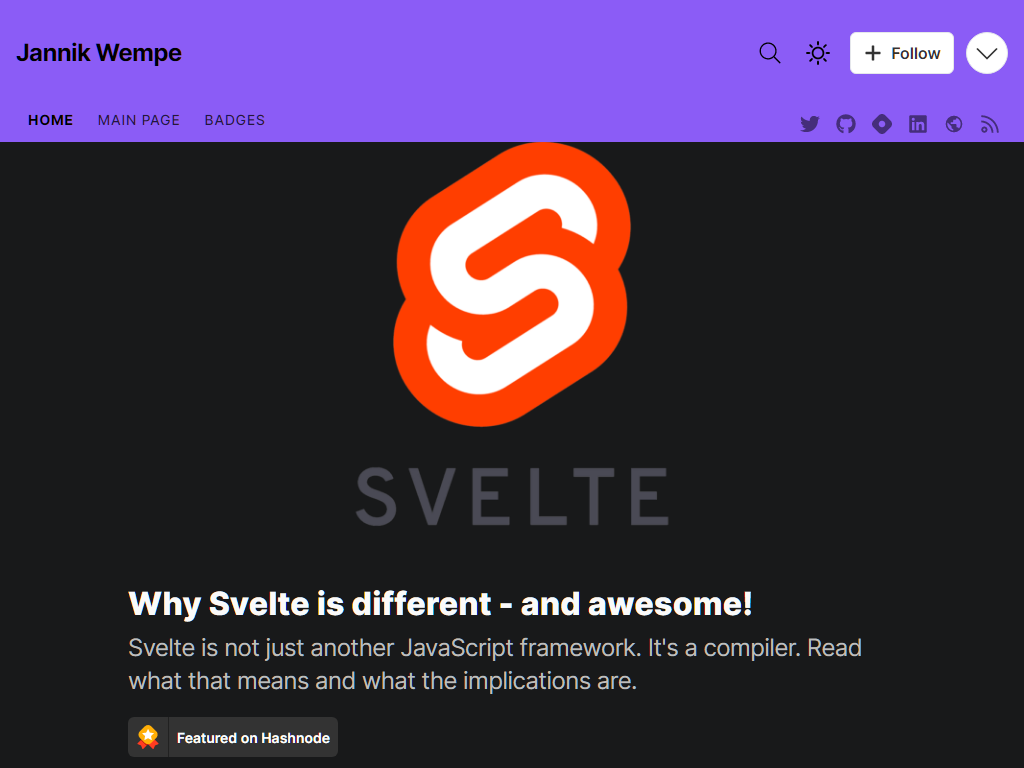 Jannik Wempe
Follow
HOME MAIN PAGE BADGES
in
SVELTE
Why Svelte is different - and awesome!
Svelte is not just another JavaScript framework. It's a compiler. Read
what that means and what the implications are.
Featured on Hashnode